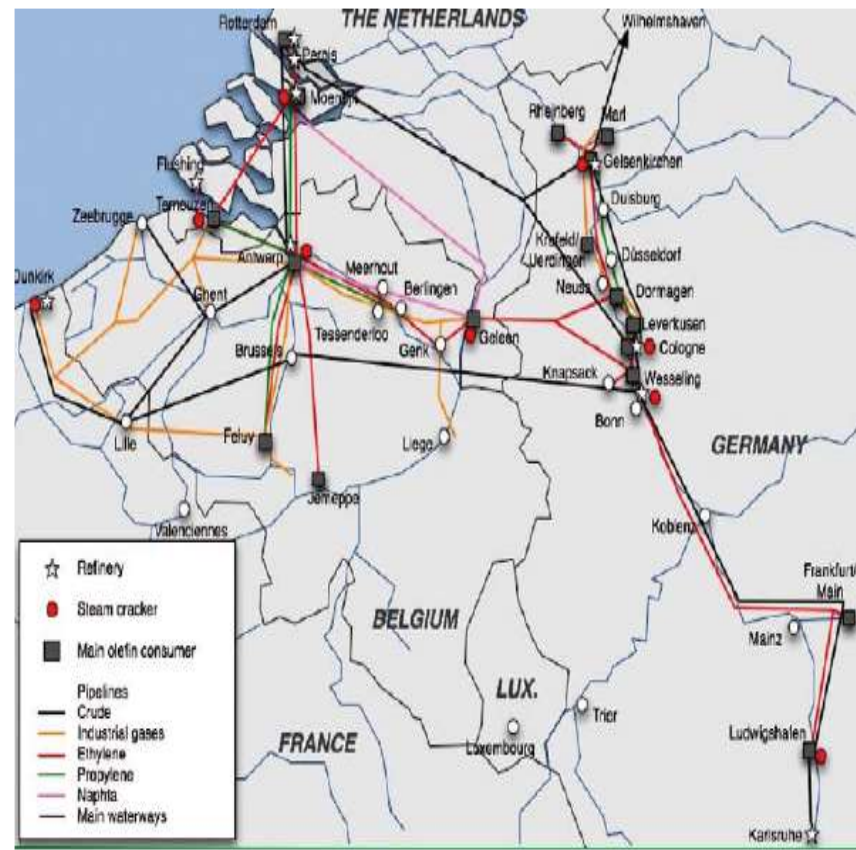 THE NETHERLANDS
Rotterdam
Wilhelmshaven
Pernis
Moerdijk
Rheinberg
Marl
Gelsenkirchen
Flushing
Duisburg
Terneuzen
Zeebrugge
Krefeld/
Uerdingen
Düsseldorf
Antwerp
Meerhout
Dunkirk
Berlingen
Neuss
Dormagen
Ghent
Tessenderloo
Leverkusen
Brussels
Genk
Geleen
Cologne
Knapsack
Wesseling
Bonn
Lille
Feluy
Liege
GERMANY
Jemeppe
Valenciennes
Koblenz
Frankfurt/
Main
Mainz
BELGIUM
LUX.
Trier
Luxembourg
FRANCE
Ludwigshafen
Karlsruhe
Refinery
Steam cracker
Main olefin consumer
Pipelines
Crude
Industrial gases
Ethylene
Propylene
Naphta
Main waterways